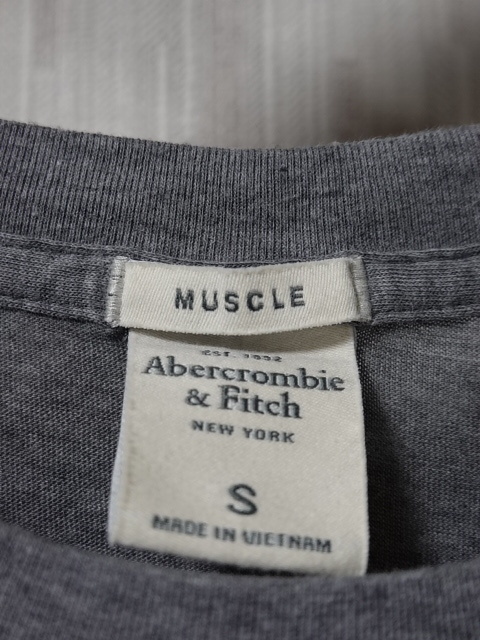 MUSCLE
EST. 1892
Abercrombie
& Fitch
NEW YORK
S
MADE IN VIETNAM